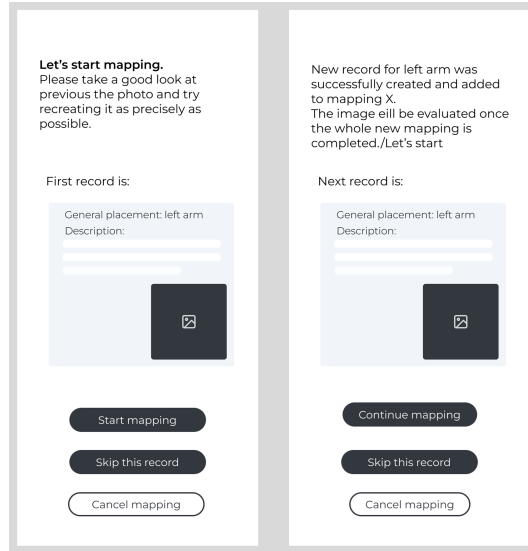 Let's start mapping.
Please take a good look at
previous the photo and try
recreating it as precisely as
possible.
First record is:
General placement: left arm
Description:
Start mapping
Skip this record
Cancel mapping
New record for left arm was
successfully created and added
to mapping X.
The image eill be evaluated once
the whole new mapping is
completed./Let's start
Next record is:
General placement: left arm
Description:
Continue mapping
Skip this record
Cancel mapping